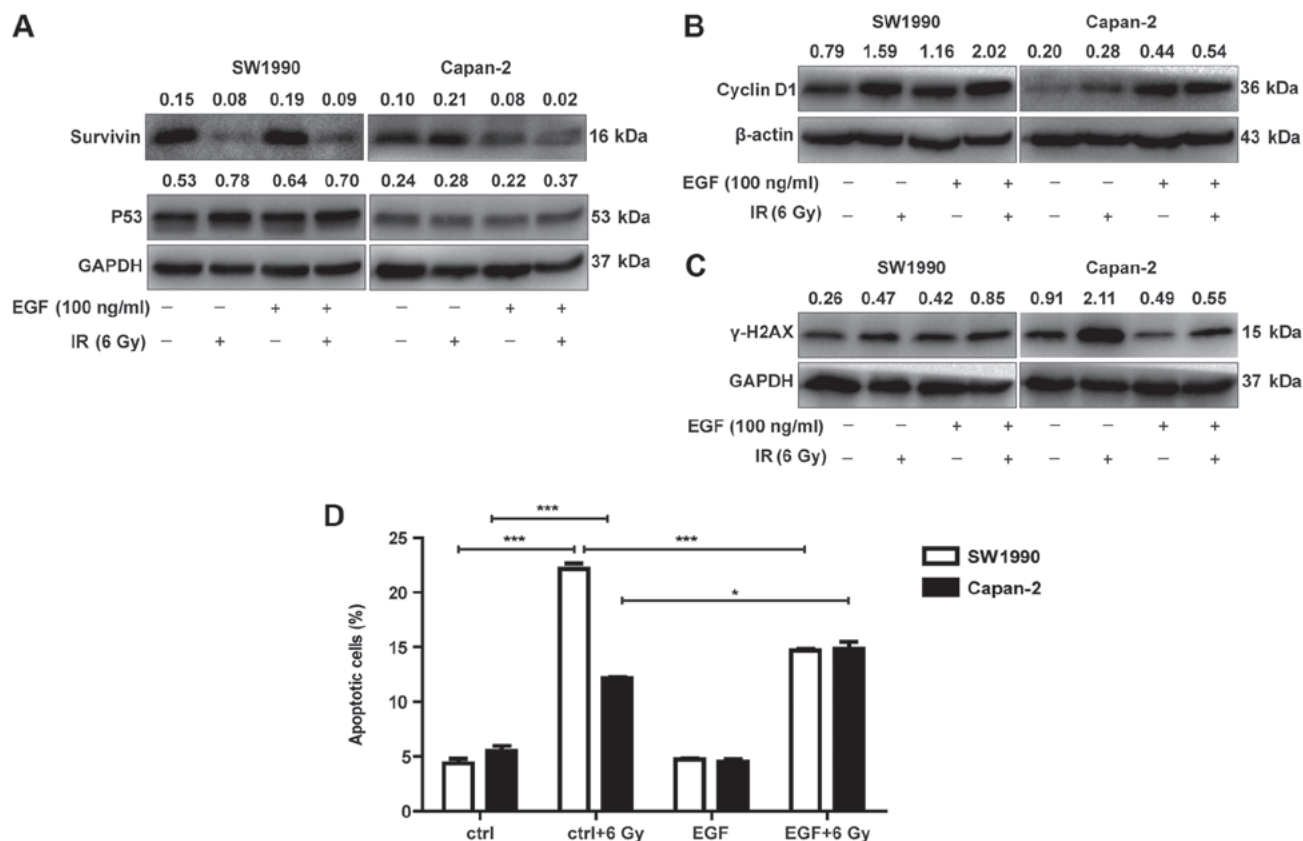 A
SW1990 Capan-2
0.15 0.08 0.19 0.09 0.10 0.21 0.08 0.02
Survivin 16 kDa
0.53 0.78 0.64 0.70 0.24 0.28 0.22 0.37
P53 53 kDa
GAPDH 37 kDa
EGF (100 ng/ml) − − + + − − + +
IR (6 Gy) − + − + − + − +
B
SW1990 Capan-2
0.79 1.59 1.16 2.02 0.20 0.28 0.44 0.54
Cyclin D1 36 kDa
β-actin 43 kDa
EGF (100 ng/ml) − − + + − − + +
IR (6 Gy) − + − + − + − +
C
SW1990 Capan-2
0.26 0.47 0.42 0.85 0.91 2.11 0.49 0.55
γ-H2AX 15 kDa
GAPDH 37 kDa
EGF (100 ng/ml) − − + + − − + +
IR (6 Gy) − + − + − + − +
D
***
*** ***
*
Apoptotic cells (%)
25
20
15
10
5
0
ctrl ctrl+6 Gy EGF EGF+6 Gy
SW1990
Capan-2